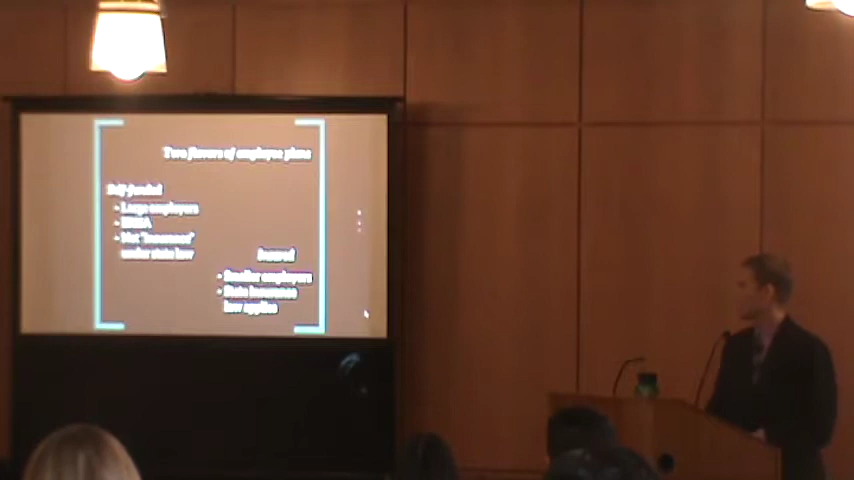 Two flavors of employee plans
Self-funded
- Large employers
- ERISA
- Not "insurance"
under state law
Insured
- Smaller employers
- State insurance
law applies